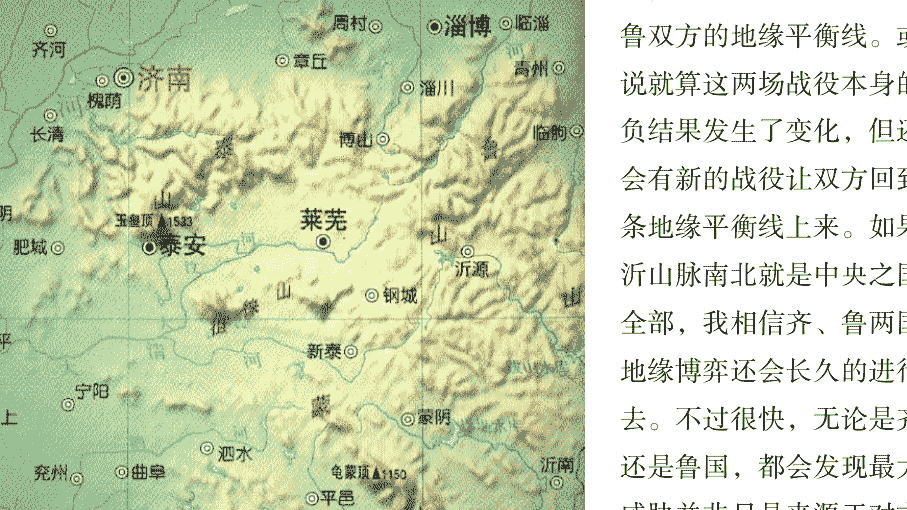 周村
淄博
临淄
齐河
章丘
青州
济南
淄川
槐荫
长清
河
博山
临朐
泰
鲁
山
玉皇顶▲1533
莱芜
山
肥城
泰安
河
沂源
徂
徕
山
钢城
山
平
新泰
河
宁阳
蒙
蒙阴
上
泗水
兖州
曲阜
龟蒙顶▲1150
沂南
平邑
鲁双方的地缘平衡线。
说就算这两场战役本身的
负结果发生了变化，但还
会有新的战役让双方回到
条地缘平衡线上来。如果
沂山脉南北就是中央之国
全部，我相信齐、鲁两国
地缘博弈还会长久的进行
去。不过很快，无论是齐
还是鲁国，都会发现最大